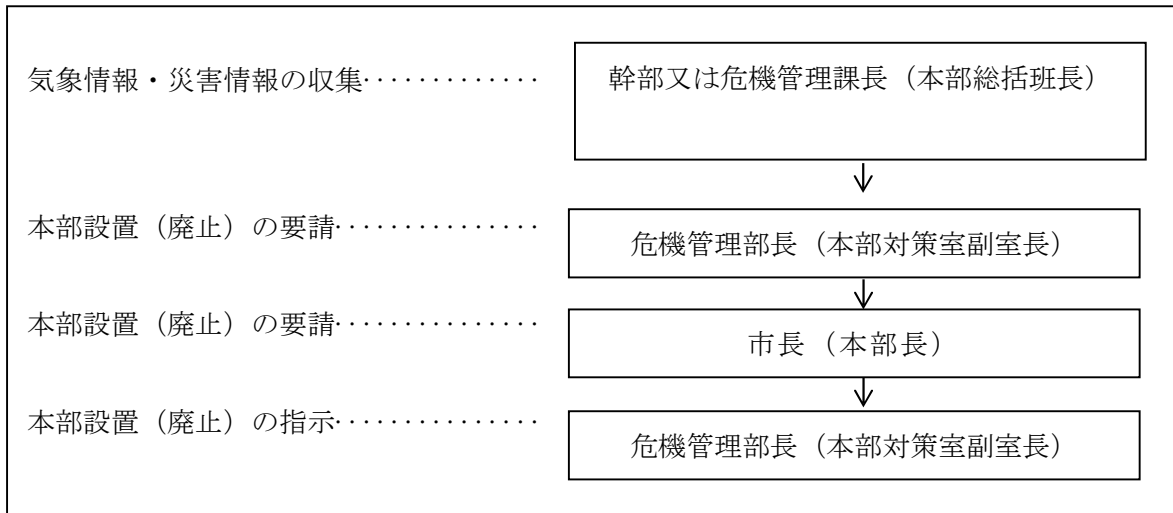 気象情報・災害情報の収集·············
幹部又は危機管理課長（本部総括班長）
本部設置（廃止）の要請···············
危機管理部長（本部対策室副室長）
本部設置（廃止）の要請···············
市長（本部長）
本部設置（廃止）の指示···············
危機管理部長（本部対策室副室長）